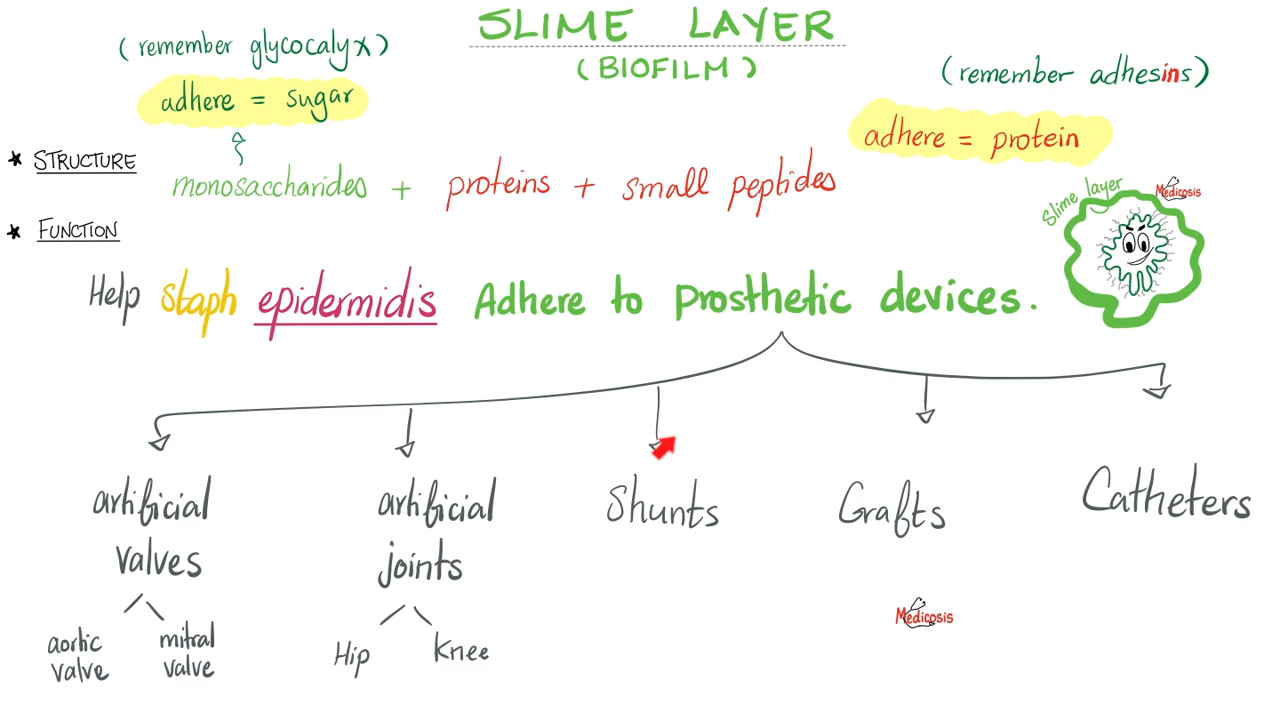 SLIME LAYER
(BIOFILM)
(remember glycocalyx)
adhere = sugar
(remember adhesins)
adhere = protein
* STRUCTURE
monosaccharides + proteins + small peptides
Slime layer
Medicosis
* FUNCTION
Help staph epidermidis Adhere to Prosthetic devices.
artificial
valves
aortic
valve
mitral
valve
artificial
joints
Hip
Knee
Shunts
Grafts
Catheters
Medicosis